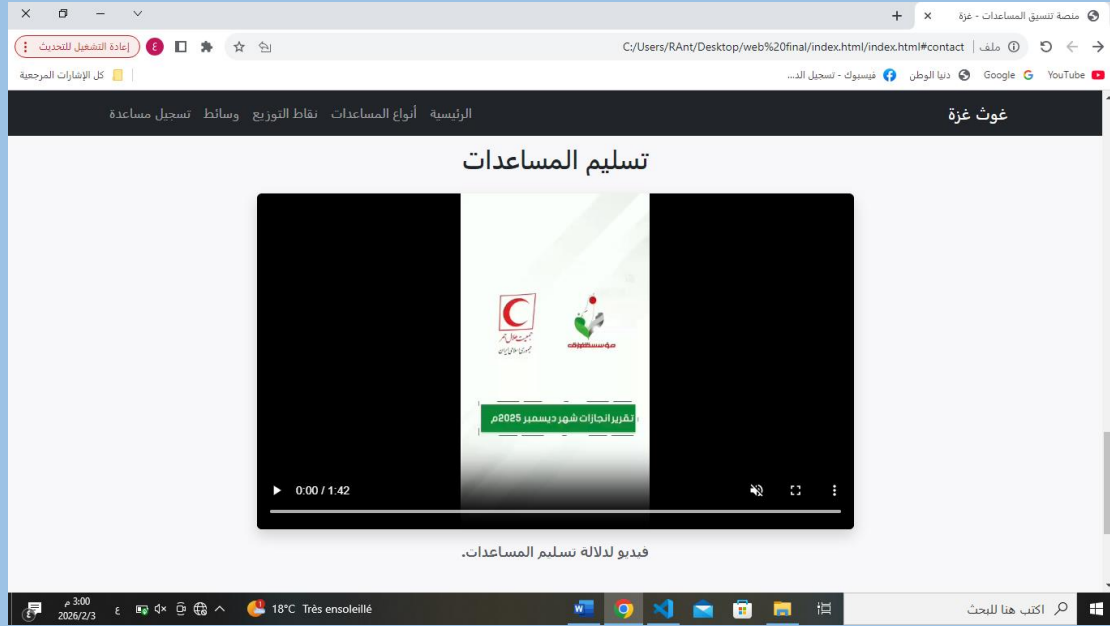 منصة تنسيق المساعدات - غزة
ملف C:/Users/RAnt/Desktop/web%20final/index.html/index.html#contact
ع إعادة التشغيل للتحديث
YouTube Google دنيا الوطن فيسبوك - تسجيل الد... كل الإشارات المرجعية
غوث غزة الرئيسية أنواع المساعدات نقاط التوزيع وسائط تسجيل مساعدة
تسليم المساعدات
تقرير انجازات شهر ديسمبر 2025م
0:00 / 1:42
فيديو لدلالة تسليم المساعدات.
اكتب هنا للبحث
18°C Très ensoleillé
ع
3:00 م
2026/2/3